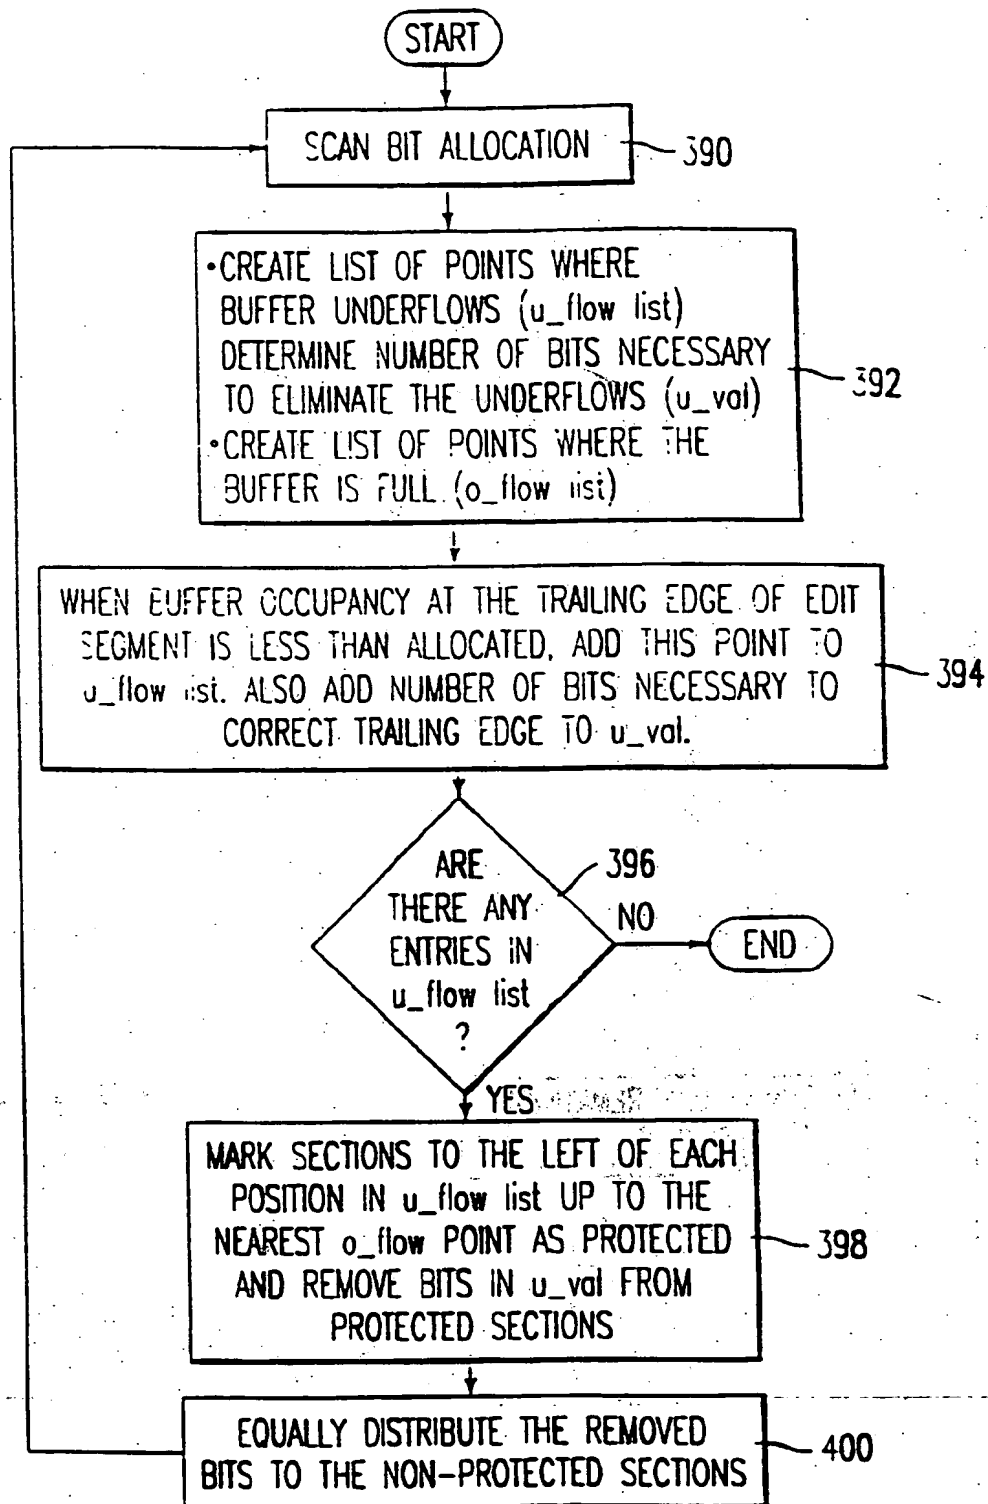 START
SCAN BIT ALLOCATION
390
•CREATE LIST OF POINTS WHERE
BUFFER UNDERFLOWS (u_flow list)
DETERMINE NUMBER OF BITS NECESSARY
TO ELIMINATE THE UNDERFLOWS (u_val)
•CREATE LIST OF POINTS WHERE THE
BUFFER IS FULL (o_flow list)
392
WHEN BUFFER OCCUPANCY AT THE TRAILING EDGE OF EDIT
SEGMENT IS LESS THAN ALLOCATED, ADD THIS POINT TO
u_flow list. ALSO ADD NUMBER OF BITS NECESSARY TO
CORRECT TRAILING EDGE TO u_val.
394
ARE
THERE ANY
ENTRIES IN
u_flow list
?
396
NO
END
YES
MARK SECTIONS TO THE LEFT OF EACH
POSITION IN u_flow list UP TO THE
NEAREST o_flow POINT AS PROTECTED
AND REMOVE BITS IN u_val FROM
PROTECTED SECTIONS
398
EQUALLY DISTRIBUTE THE REMOVED
BITS TO THE NON-PROTECTED SECTIONS
400